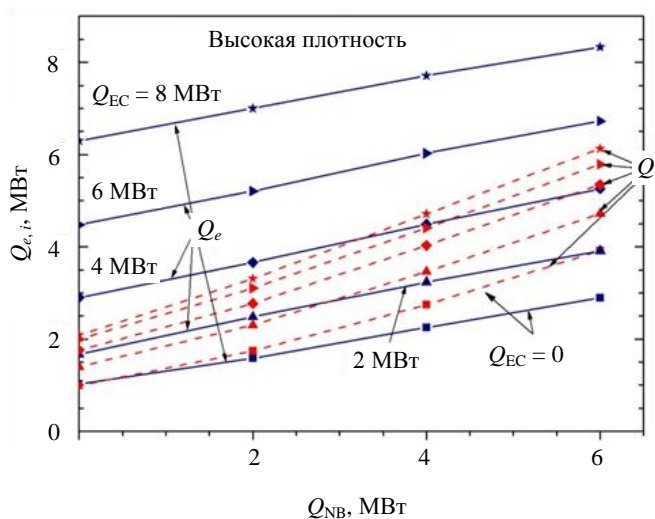 Высокая плотность
8
Q_EC = 8 МВт
6
6 МВт
Q
Q_e
4 МВт
4
2
2 МВт
Q_EC = 0
0
Q_e, i, МВт
2
4
6
Q_NB, МВт